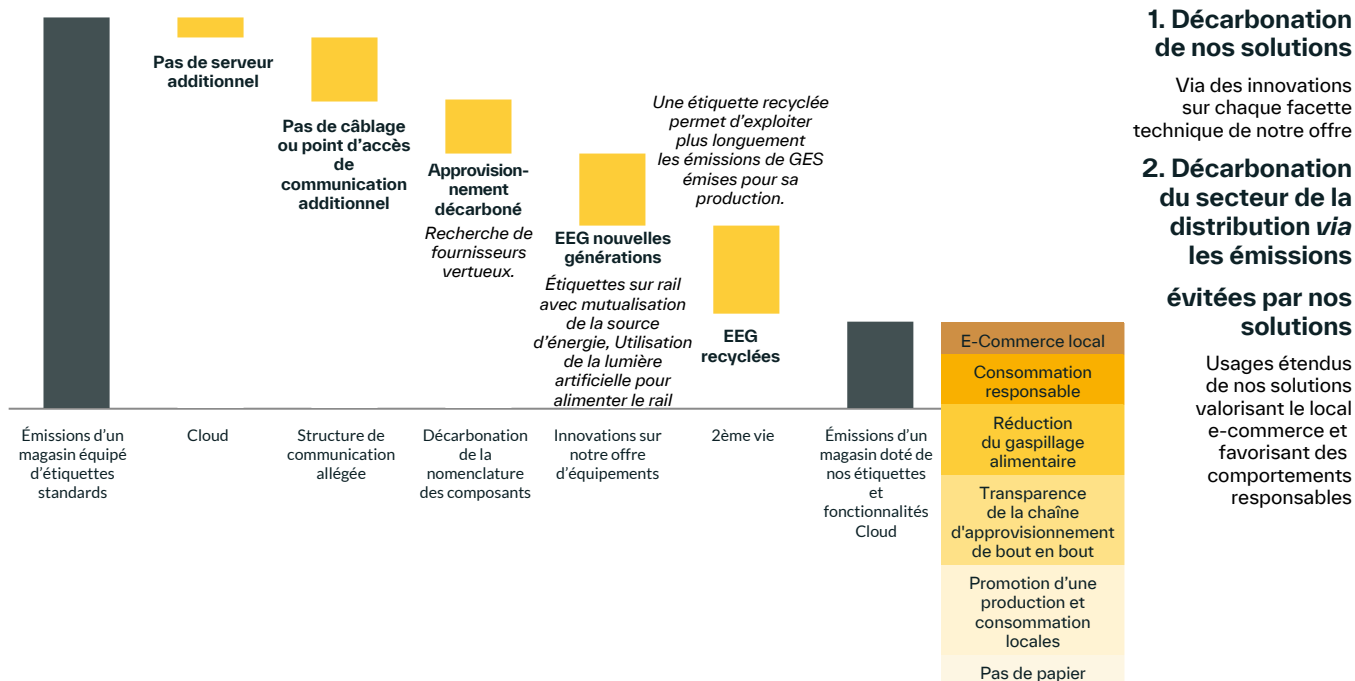 Pas de serveur
additionnel
Pas de câblage
ou point d'accès
de
communication
additionnel
Approvision-
nement
décarboné
Recherche de
fournisseurs
vertueux.
EEG nouvelles
générations
Étiquettes sur rail
avec mutualisation
de la source
d'énergie, Utilisation
de la lumière
artificielle pour
alimenter le rail
Une étiquette recyclée
permet d'exploiter
plus longuement
les émissions de GES
émises pour sa
production.
EEG
recyclées
Émissions d'un
magasin équipé
d'étiquettes
standards
Cloud
Structure de
communication
allégée
Décarbonation
de la
nomenclature
des composants
Innovations sur
notre offre
d'équipements
2ème vie
Émissions d'un
magasin doté de
nos étiquettes
et
fonctionnalités
Cloud
E-Commerce local
Consommation
responsable
Réduction
du gaspillage
alimentaire
Transparence
de la chaîne
d'approvisionnement
de bout en bout
Promotion d'une
production et
consommation
locales
Pas de papier
1. Décarbonation
de nos solutions
Via des innovations
sur chaque facette
technique de notre offre
2. Décarbonation
du secteur de la
distribution via
les émissions
évitées par nos
solutions
Usages étendus
de nos solutions
valorisant le local
e-commerce et
favorisant des
comportements
responsables